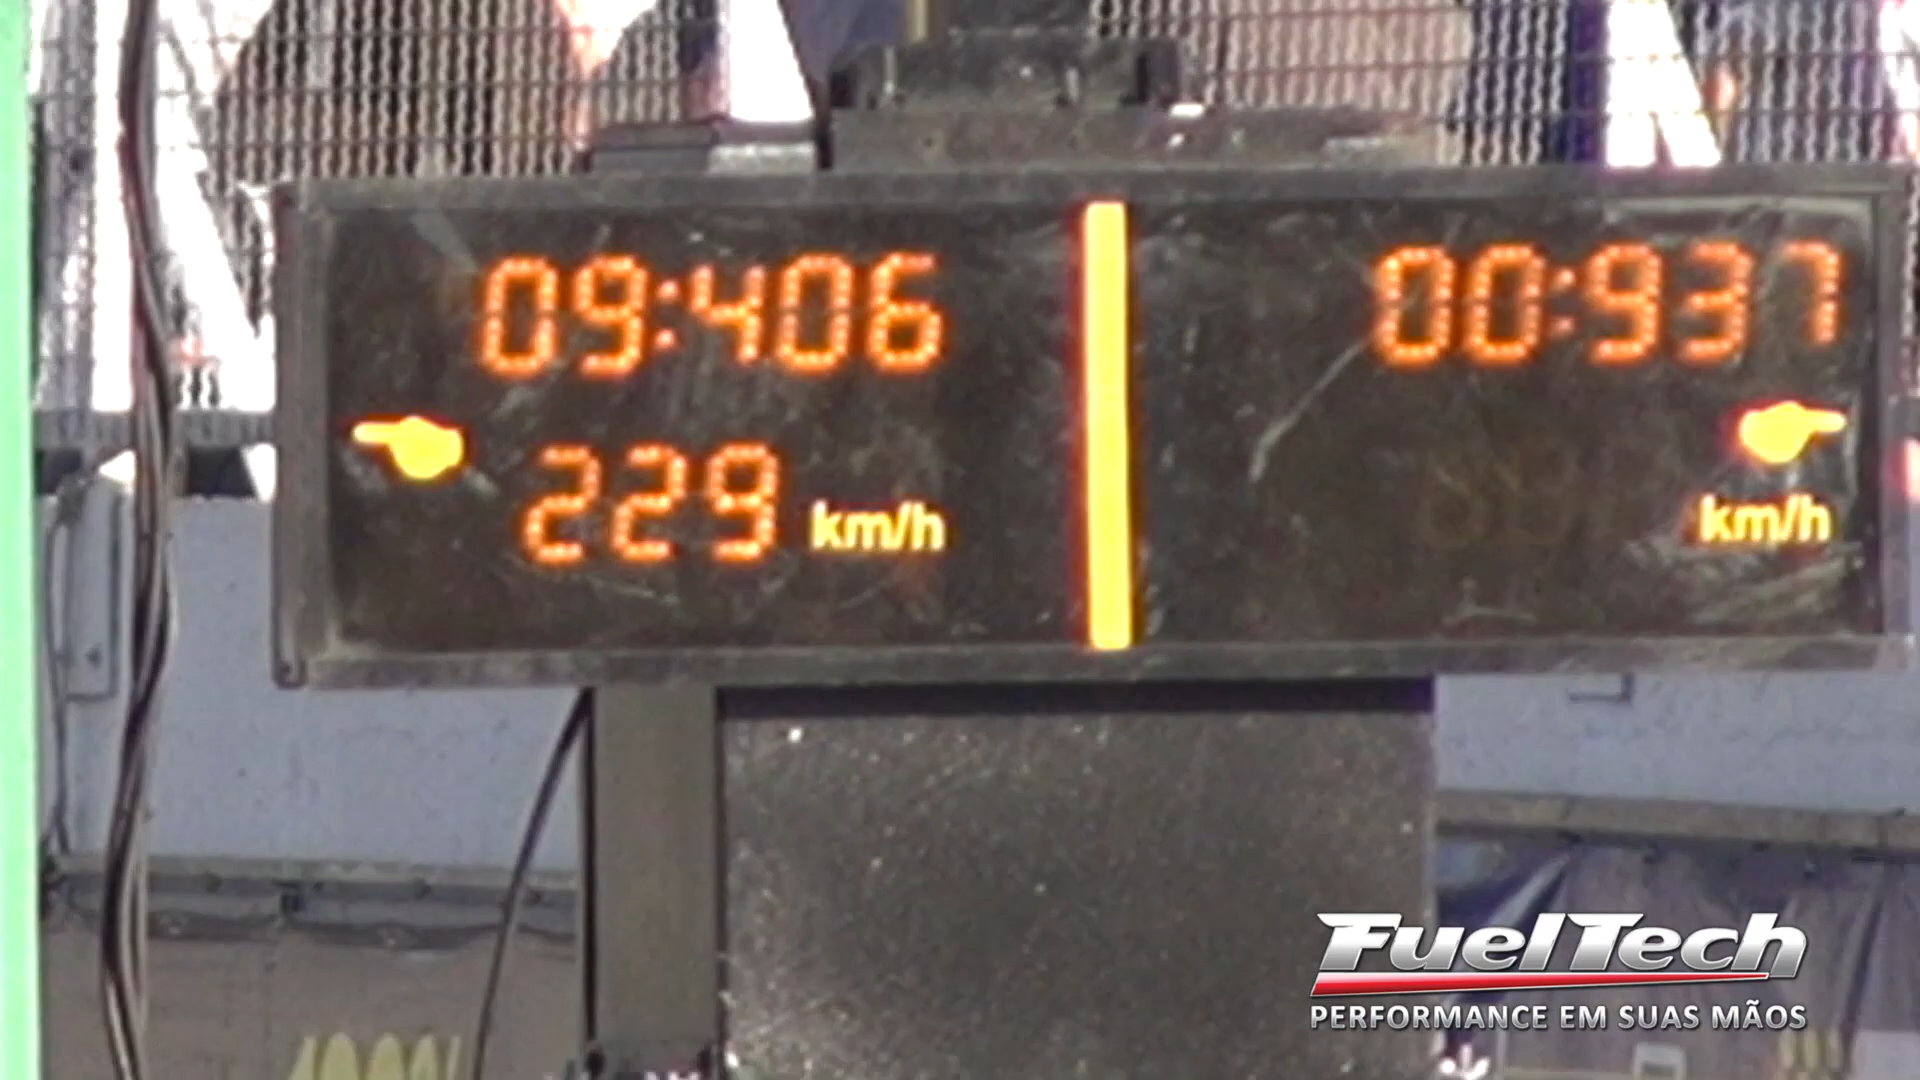 09:406
229 km/h
00:937
km/h
FuelTech
PERFORMANCE EM SUAS MÃOS